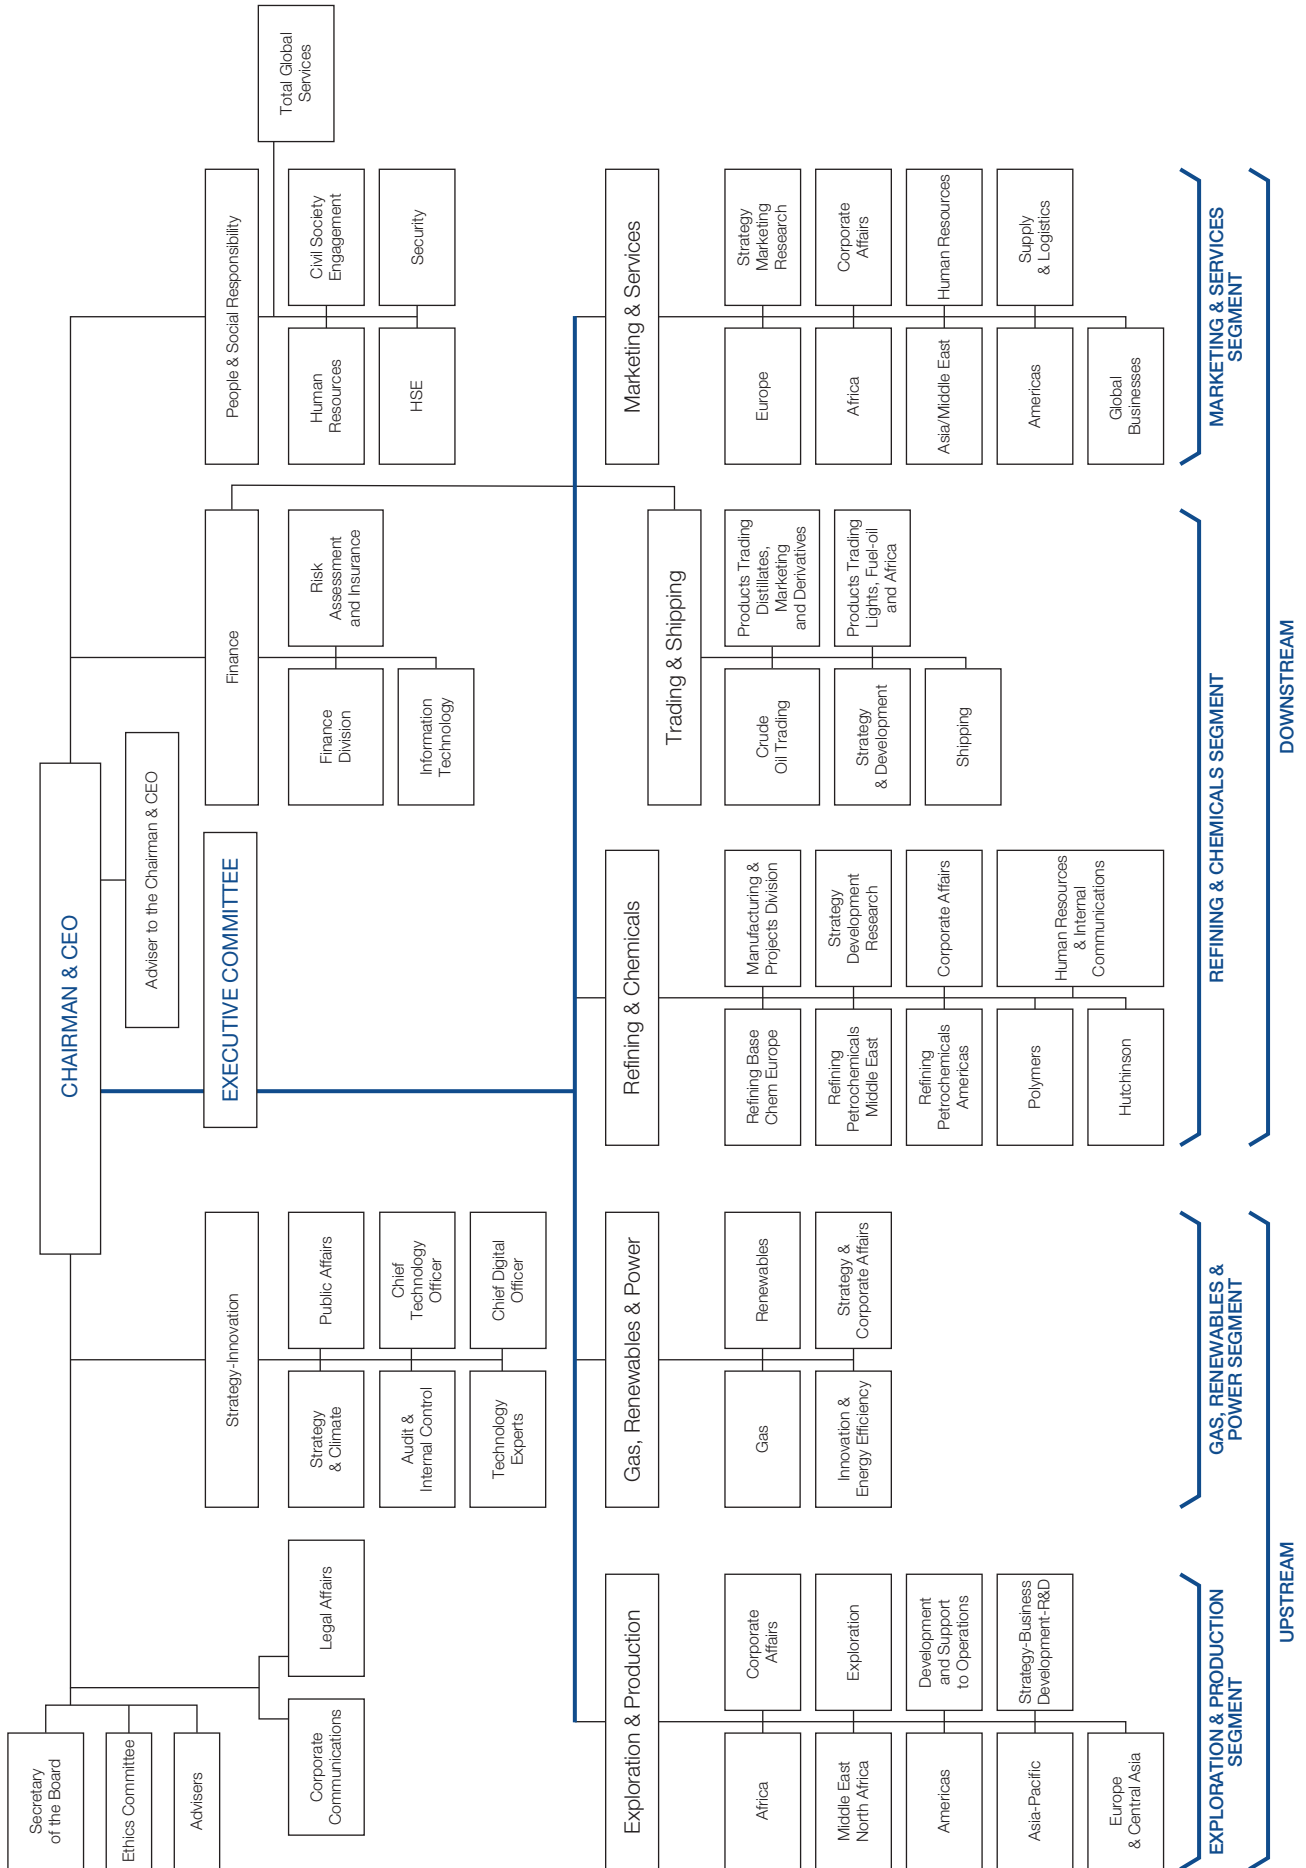 CHAIRMAN & CEO
Secretary
of the Board
Ethics Committee
Advisers
Adviser to the Chairman & CEO
Corporate
Communications
Legal Affairs
EXECUTIVE COMMITTEE
Strategy-Innovation
Strategy
& Climate
Public Affairs
Audit &
Internal Control
Chief
Technology
Officer
Technology
Experts
Chief Digital
Officer
Finance
Finance
Division
Risk
Assessment
and Insurance
Information
Technology
People & Social Responsibility
Human
Resources
Civil Society
Engagement
HSE
Security
Total Global
Services
Exploration & Production
Africa
Corporate
Affairs
Middle East
North Africa
Exploration
Americas
Development
and Support
to Operations
Asia-Pacific
Strategy-Business
Development-R&D
Europe
& Central Asia
Gas, Renewables & Power
Gas
Renewables
Innovation &
Energy Efficiency
Strategy &
Corporate Affairs
Refining & Chemicals
Refining Base
Chem Europe
Manufacturing &
Projects Division
Refining
Petrochemicals
Middle East
Strategy
Development
Research
Refining
Petrochemicals
Americas
Corporate Affairs
Polymers
Human Resources
& Internal
Communications
Hutchinson
Trading & Shipping
Crude
Oil Trading
Products Trading
Distillates,
Marketing
and Derivatives
Strategy
& Development
Products Trading
Lights, Fuel-oil
and Africa
Shipping
Marketing & Services
Europe
Strategy
Marketing
Research
Africa
Corporate
Affairs
Asia/Middle East
Human Resources
Americas
Supply
& Logistics
Global
Businesses
EXPLORATION & PRODUCTION
SEGMENT
GAS, RENEWABLES &
POWER SEGMENT
REFINING & CHEMICALS SEGMENT
MARKETING & SERVICES
SEGMENT
UPSTREAM
DOWNSTREAM